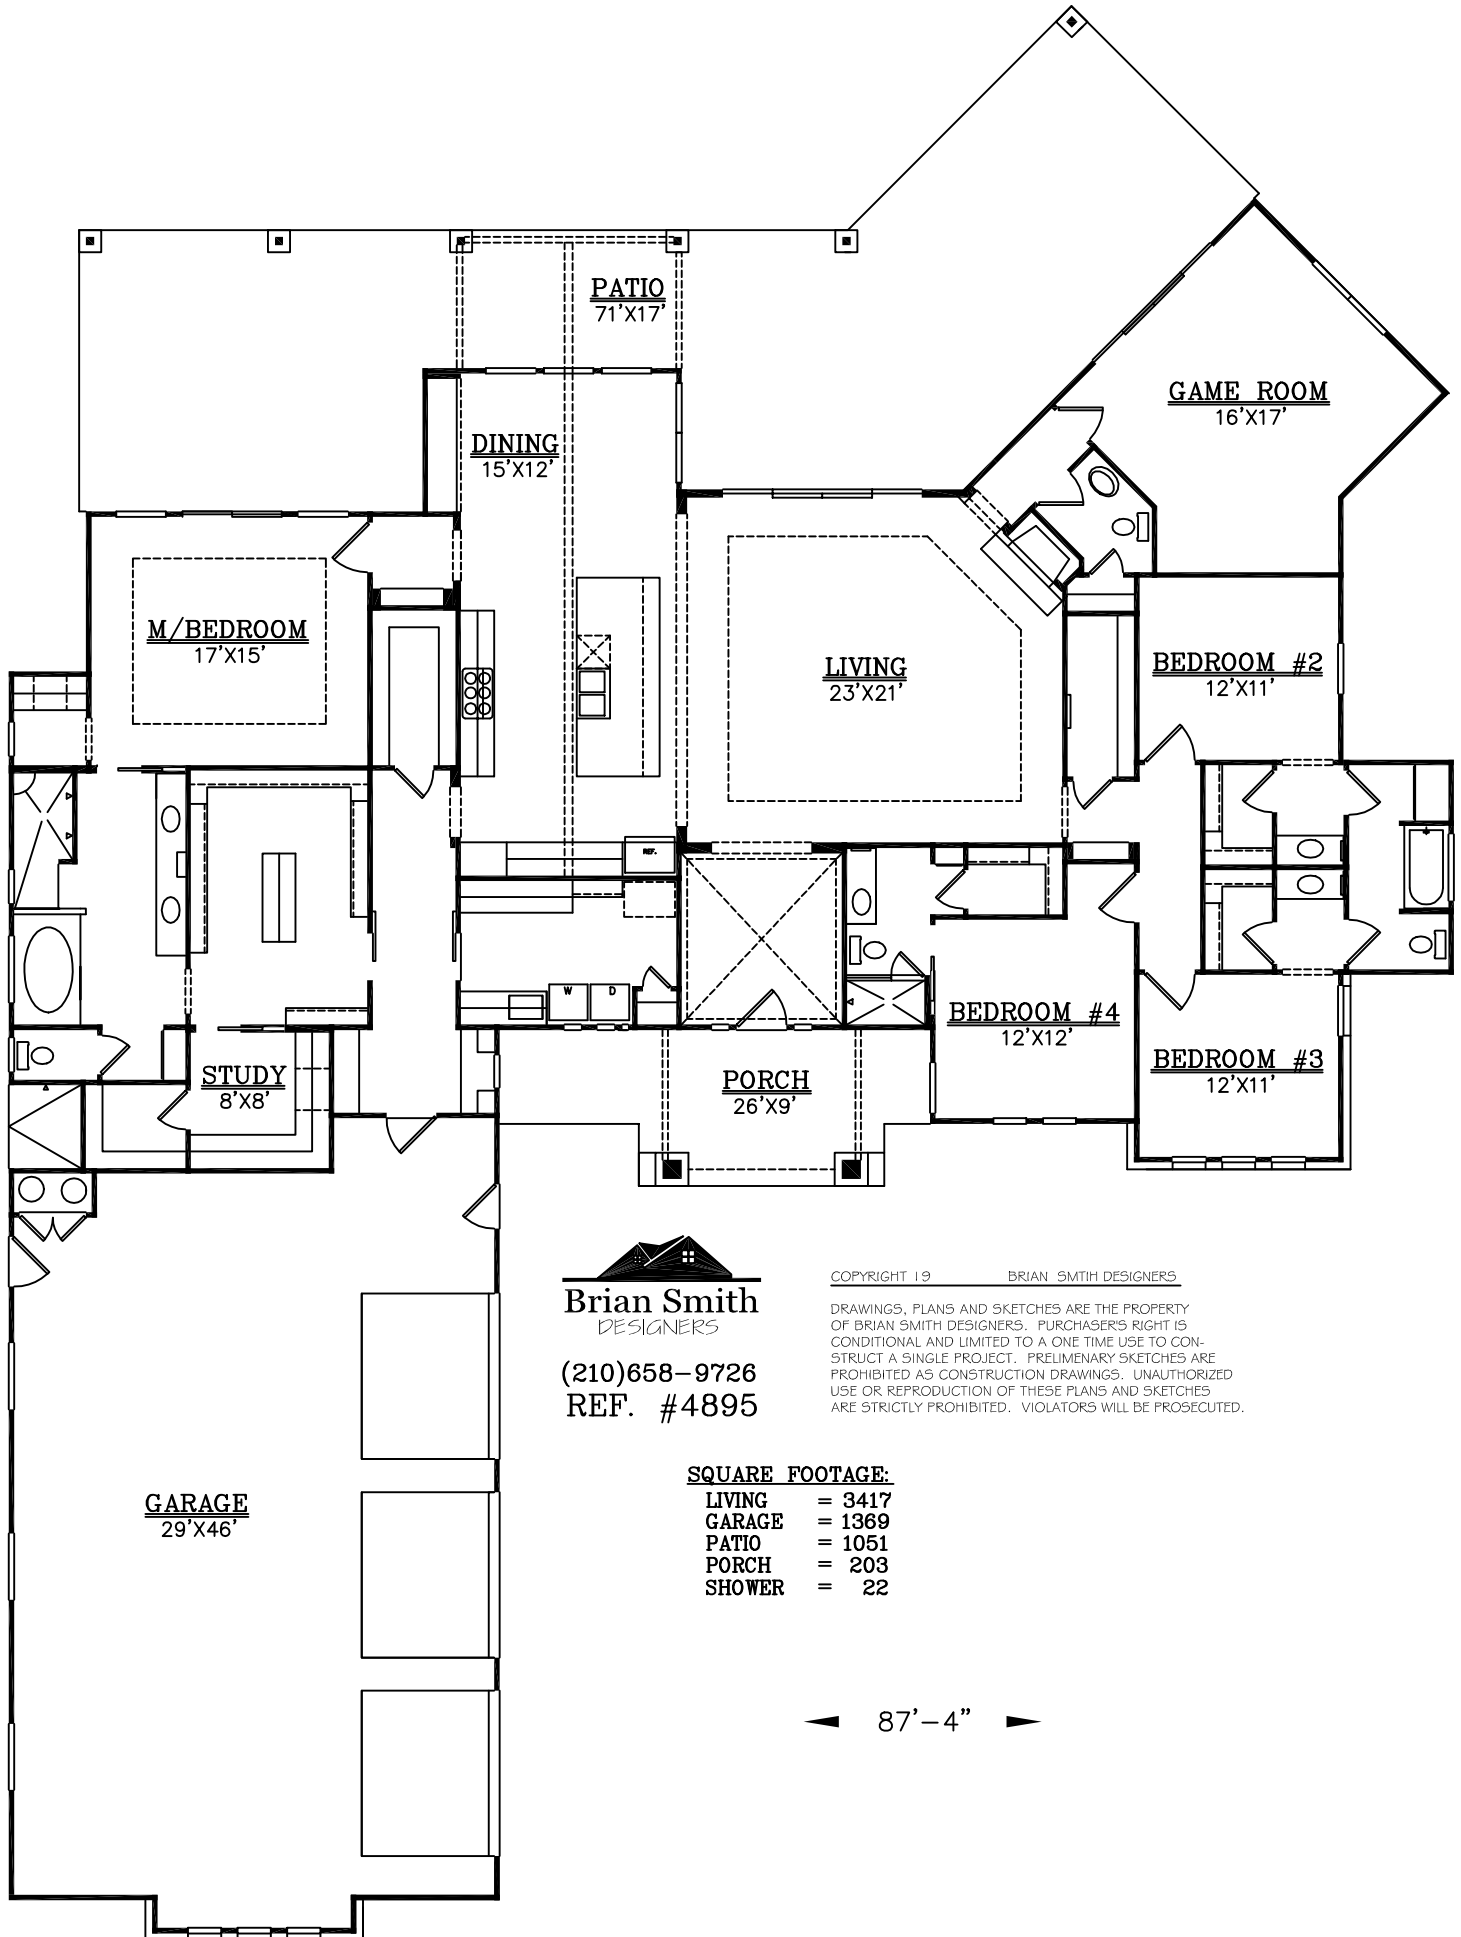 PATIO
71'X17'
GAME ROOM
16'X17'
DINING
15'X12'
M/BEDROOM
17'X15'
LIVING
23'X21'
BEDROOM #2
12'X11'
REF.
W
D
BEDROOM #4
12'X12'
BEDROOM #3
12'X11'
STUDY
8'X8'
PORCH
26'X9'
Brian Smith
DESIGNERS
(210)658-9726
REF. #4895
COPYRIGHT 19 BRIAN SMTIH DESIGNERS
DRAWINGS, PLANS AND SKETCHES ARE THE PROPERTY
OF BRIAN SMITH DESIGNERS. PURCHASER'S RIGHT IS
CONDITIONAL AND LIMITED TO A ONE TIME USE TO CON-
STRUCT A SINGLE PROJECT. PRELIMENARY SKETCHES ARE
PROHIBITED AS CONSTRUCTION DRAWINGS. UNAUTHORIZED
USE OR REPRODUCTION OF THESE PLANS AND SKETCHES
ARE STRICTLY PROHIBITED. VIOLATORS WILL BE PROSECUTED.
GARAGE
29'X46'
SQUARE FOOTAGE:
LIVING = 3417
GARAGE = 1369
PATIO = 1051
PORCH = 203
SHOWER = 22
87'-4"